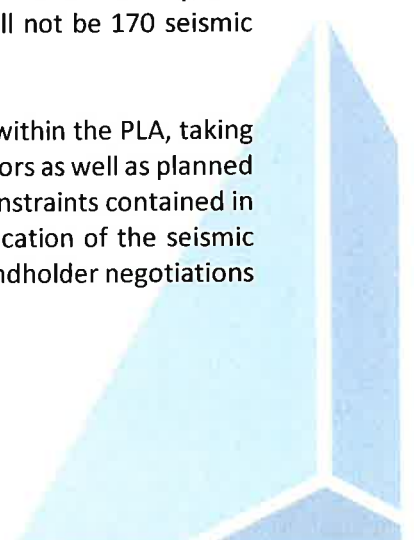 ll not be 170 seismic
within the PLA, taking
ors as well as planned
nstraints contained in
cation of the seismic
ndholder negotiations